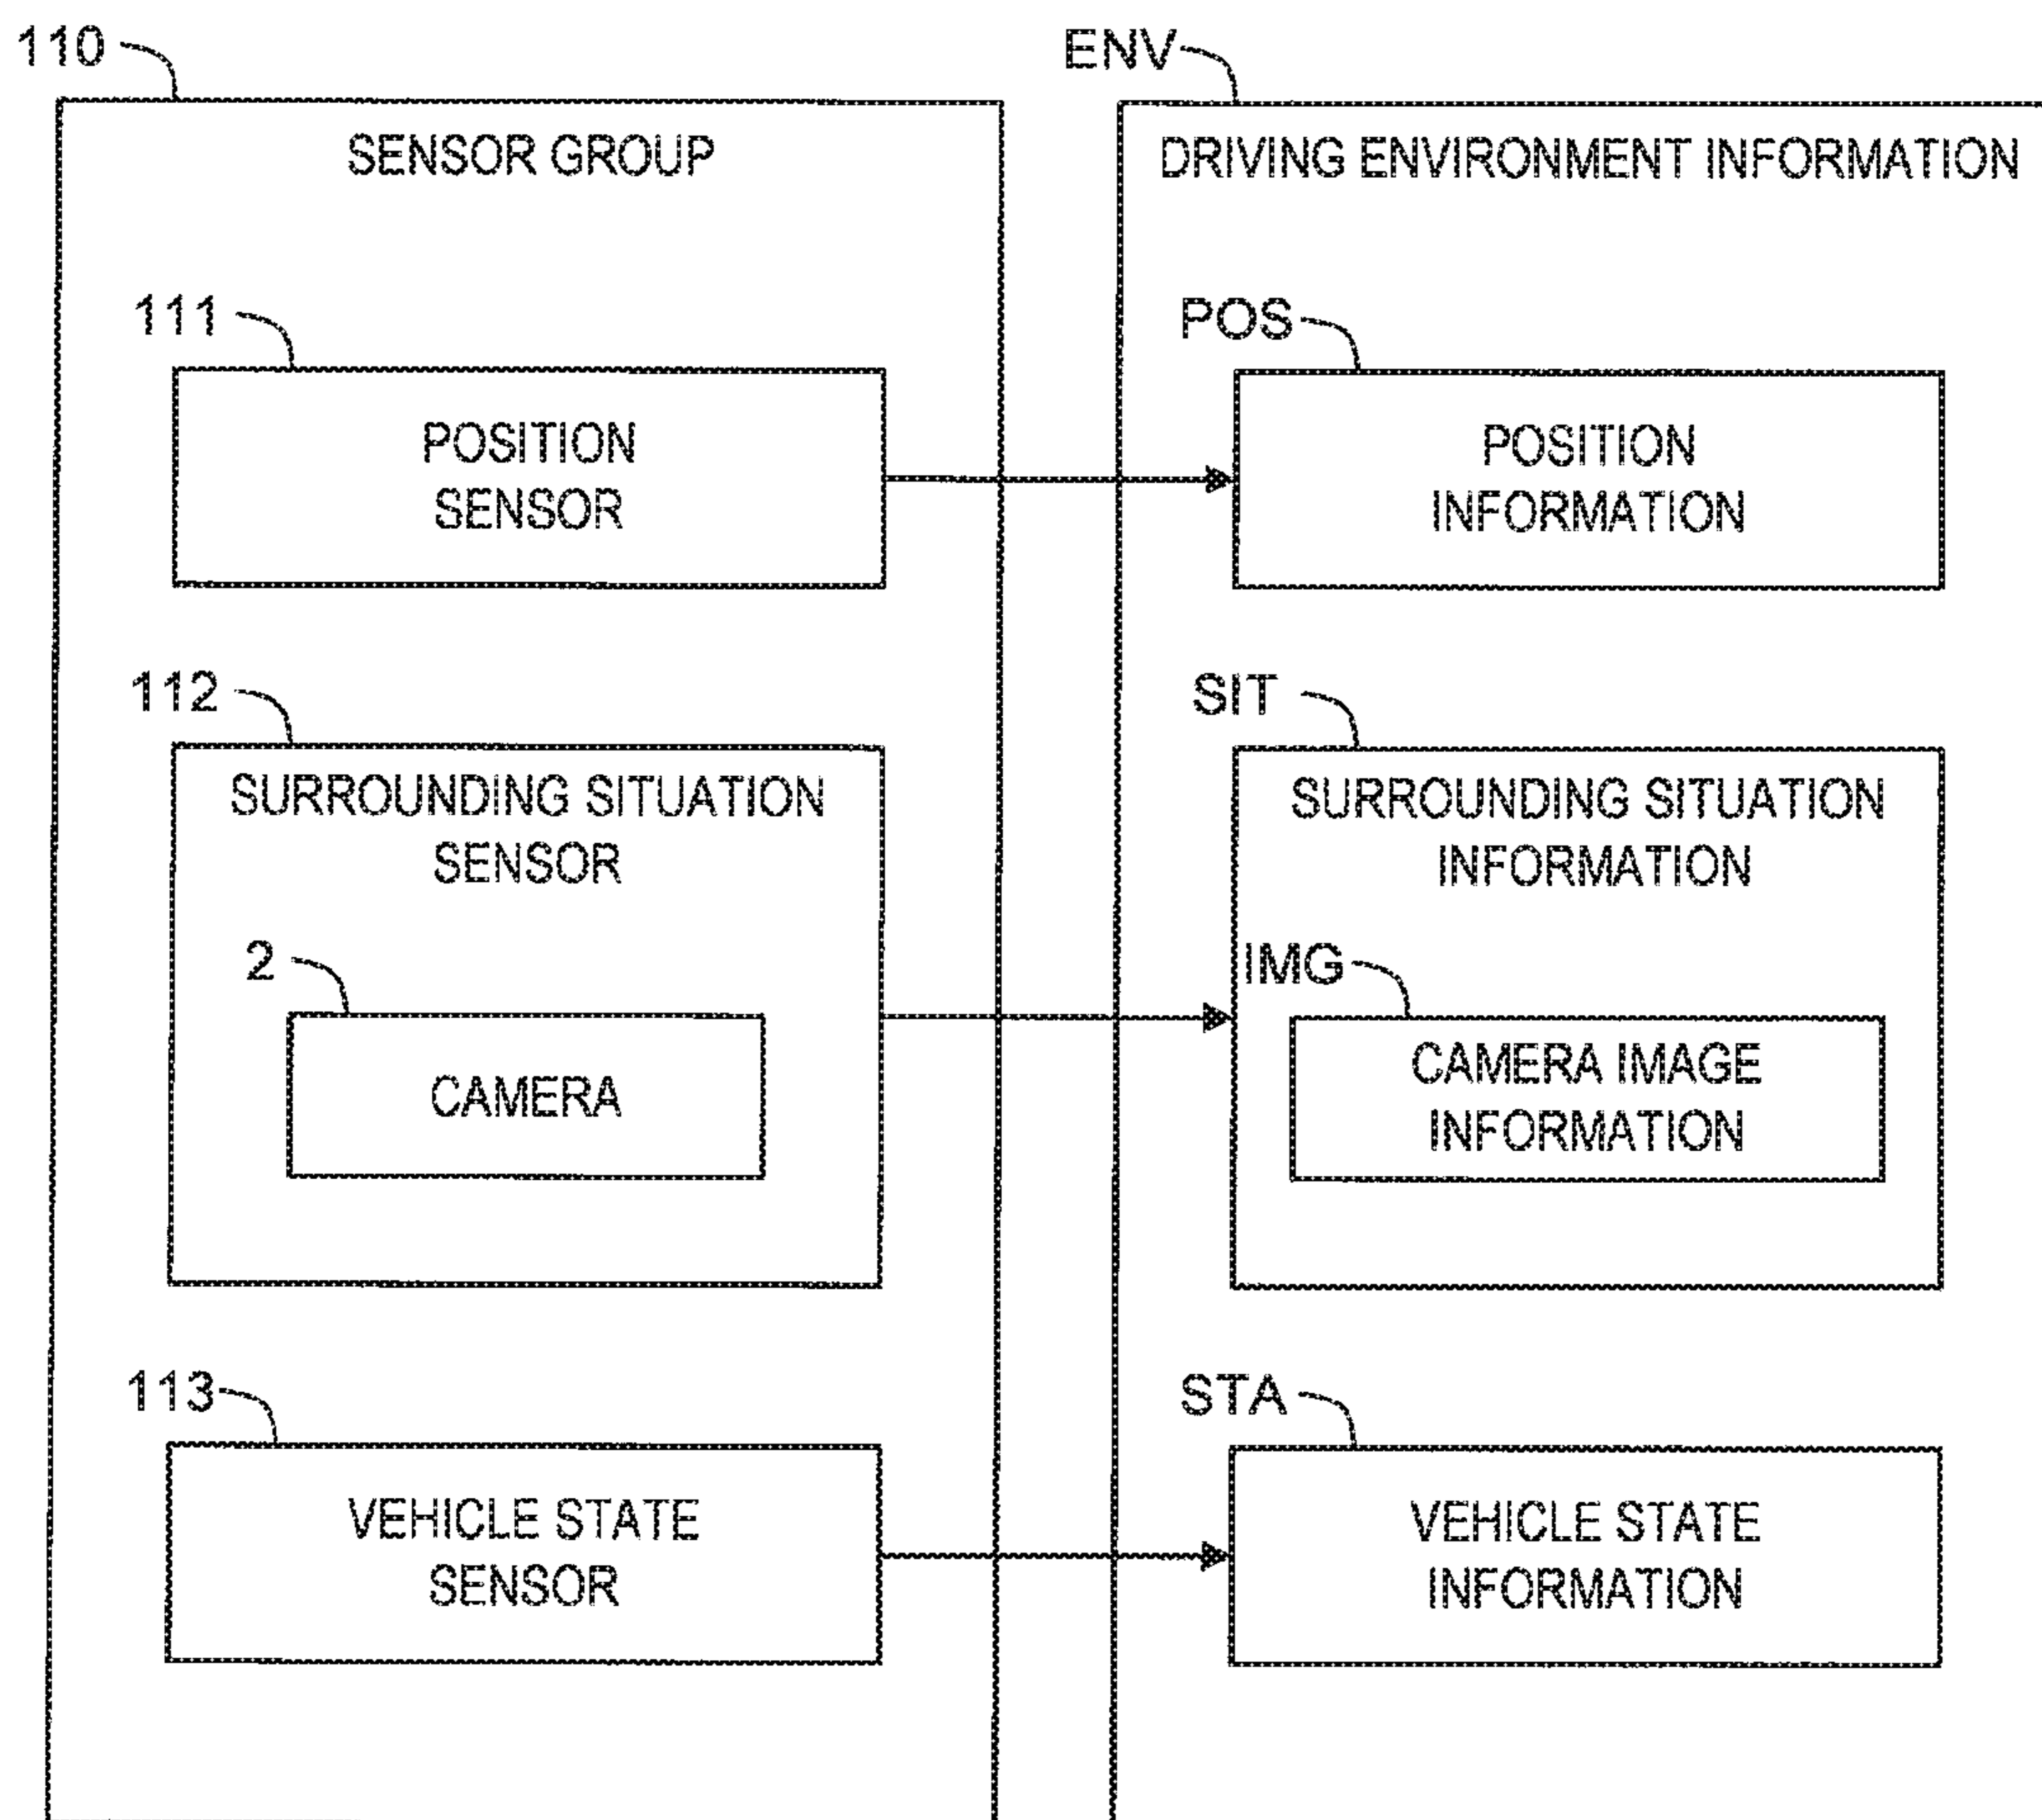 110
SENSOR GROUP
111
POSITION
SENSOR
112
SURROUNDING SITUATION
SENSOR
2
CAMERA
113
VEHICLE STATE
SENSOR
ENV
DRIVING ENVIRONMENT INFORMATION
POS
POSITION
INFORMATION
SIT
SURROUNDING SITUATION
INFORMATION
IMG
CAMERA IMAGE
INFORMATION
STA
VEHICLE STATE
INFORMATION